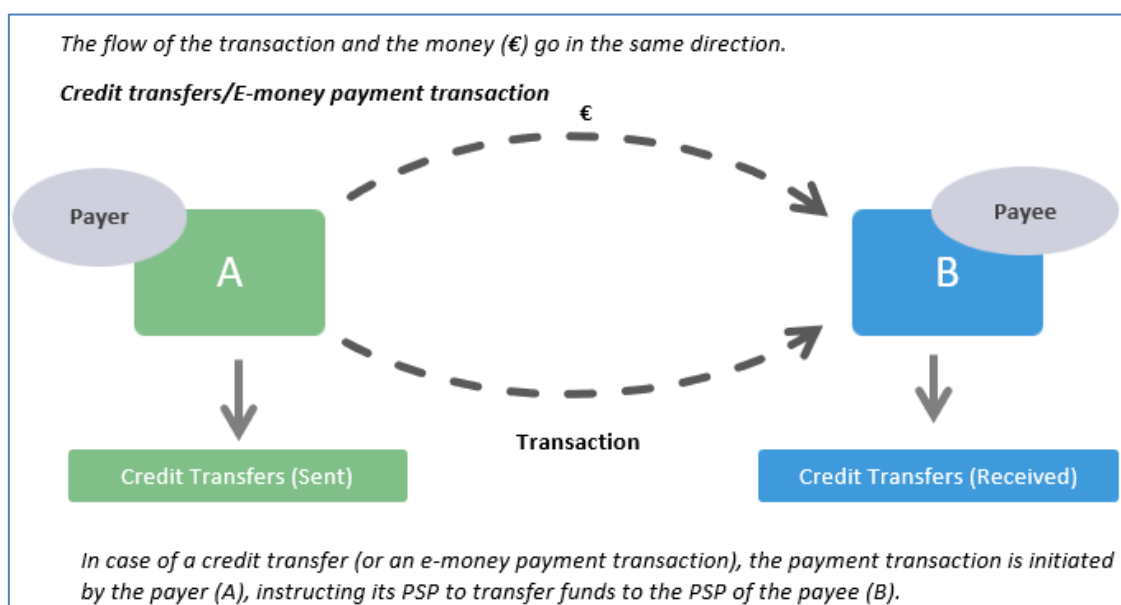 The flow of the transaction and the money (€) go in the same direction.
Credit transfers/E-money payment transaction
€
Payer
Payee
A
B
Transaction
Credit Transfers (Sent)
Credit Transfers (Received)
In case of a credit transfer (or an e-money payment transaction), the payment transaction is initiated
by the payer (A), instructing its PSP to transfer funds to the PSP of the payee (B).